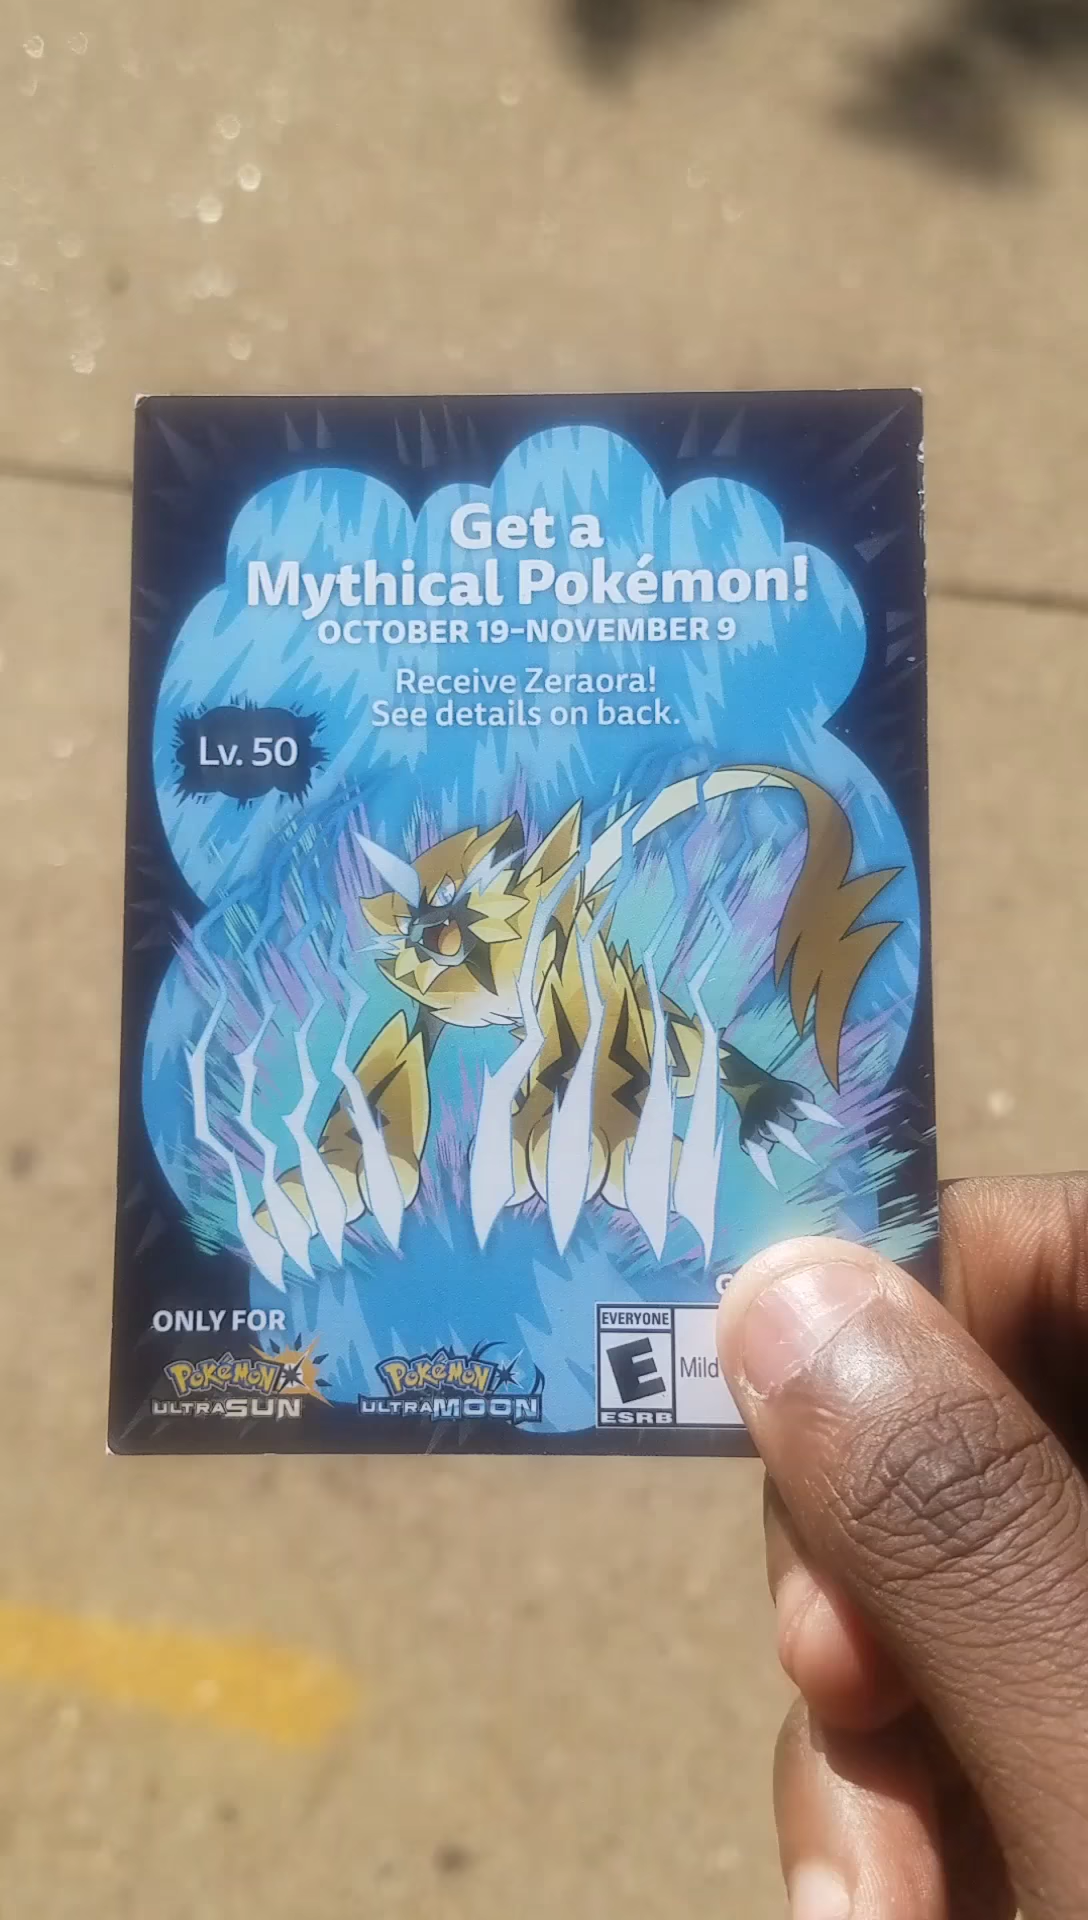 Get a
Mythical Pokémon!
OCTOBER 19–NOVEMBER 9
Receive Zeraora!
See details on back.
Lv. 50
ONLY FOR
POKéMON
ULTRA SUN
POKéMON
ULTRA MOON
EVERYONE
E
ESRB
Mild